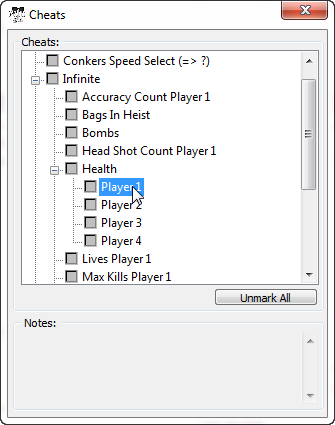 Cheats
Cheats:
Conkers Speed Select (=> ?)
Infinite
Accuracy Count Player 1
Bags In Heist
Bombs
Head Shot Count Player 1
Health
Player 1
Player 2
Player 3
Player 4
Lives Player 1
Max Kills Player 1
Unmark All
Notes: